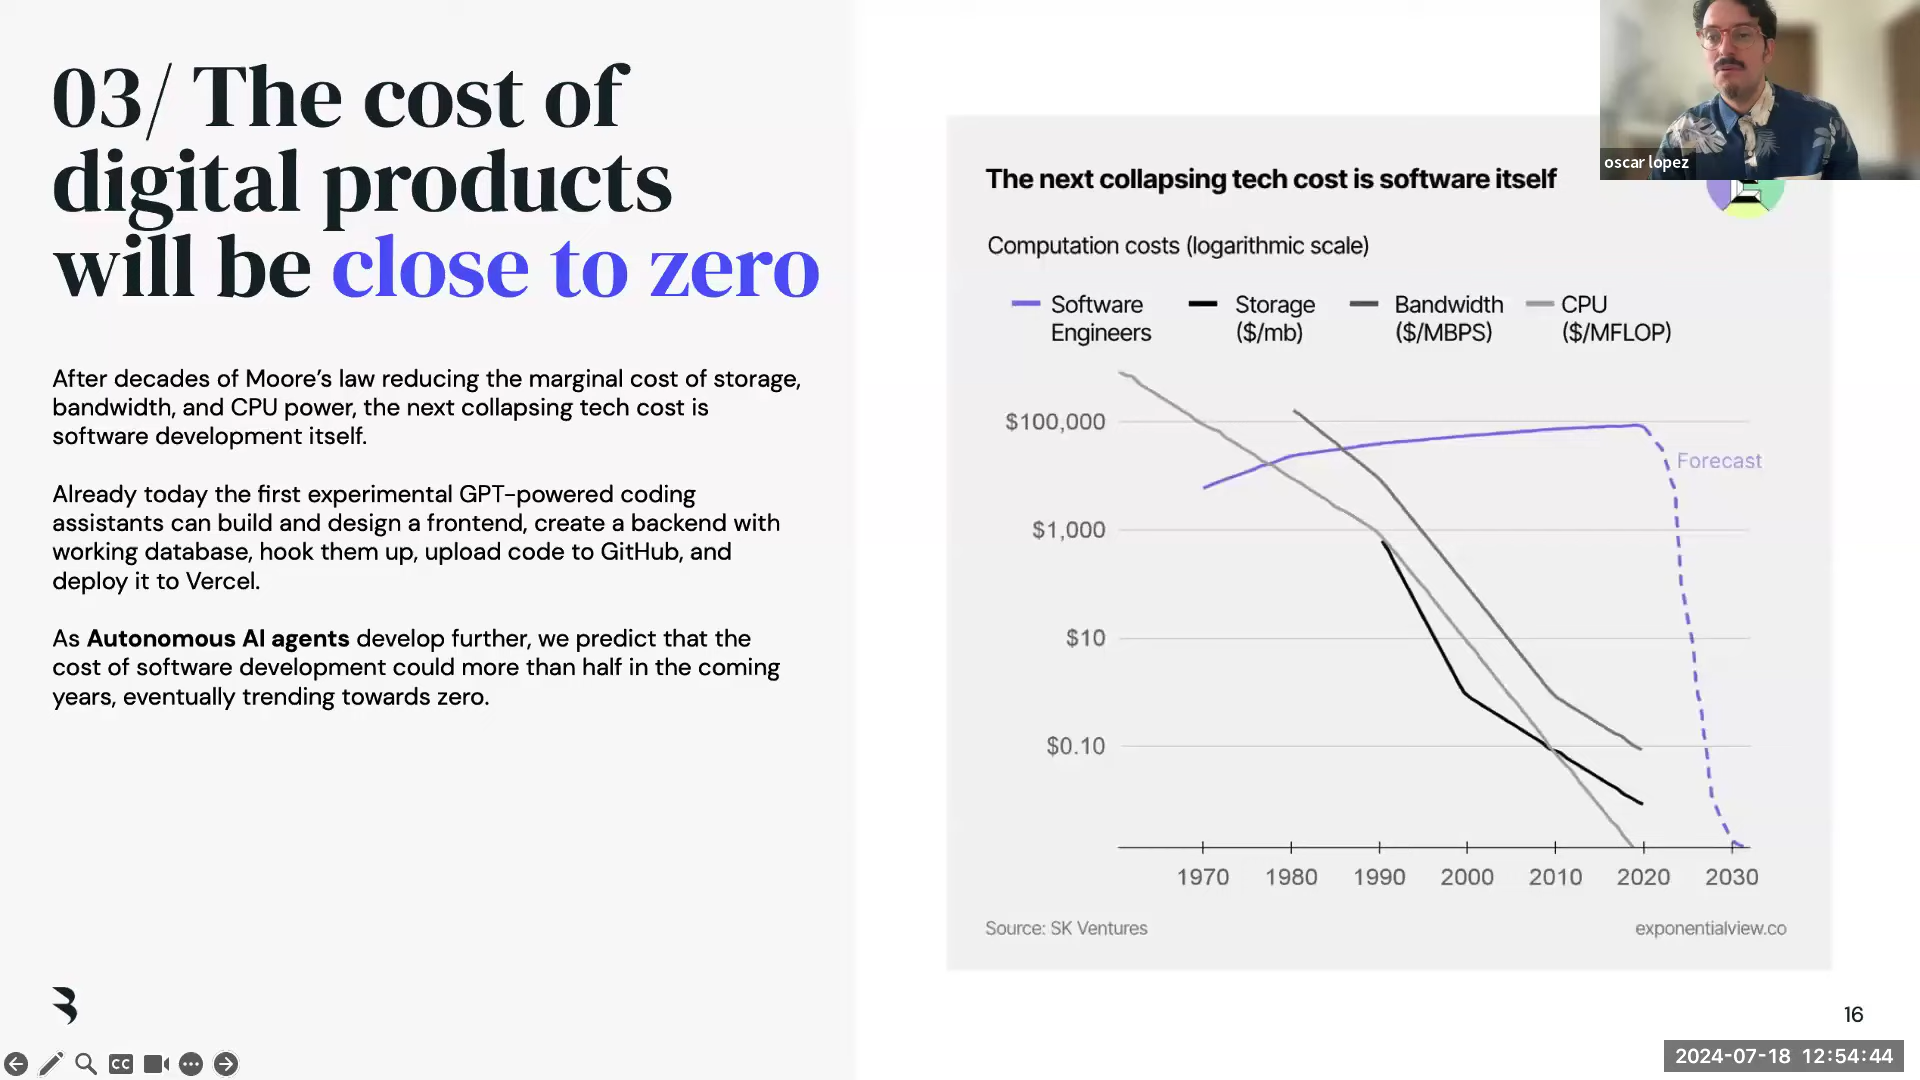 03/ The cost of
digital products
will be close to zero
After decades of Moore’s law reducing the marginal cost of storage,
bandwidth, and CPU power, the next collapsing tech cost is
software development itself.
Already today the first experimental GPT-powered coding
assistants can build and design a frontend, create a backend with
working database, hook them up, upload code to GitHub, and
deploy it to Vercel.
As Autonomous AI agents develop further, we predict that the
cost of software development could more than half in the coming
years, eventually trending towards zero.
oscar lopez
The next collapsing tech cost is software itself
Computation costs (logarithmic scale)
Software
Engineers
Storage
($/mb)
Bandwidth
($/MBPS)
CPU
($/MFLOP)
$100,000
$1,000
$10
$0.10
Forecast
1970 1980 1990 2000 2010 2020 2030
Source: SK Ventures
exponentialview.co
16
CC
2024-07-18 12:54:44